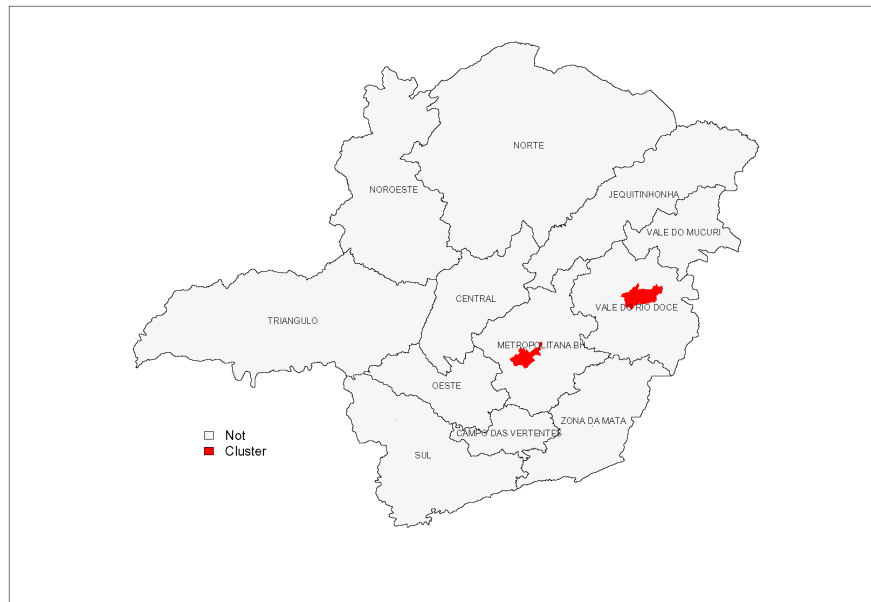 NORTE
NOROESTE
JEQUITINHONHA
VALE DO MUCURI
CENTRAL
VALE DO RIO DOCE
TRIANGULO
METROPOLITANA BH
OESTE
ZONA DA MATA
CAMPO DAS VERTENTES
SUL
Not
Cluster